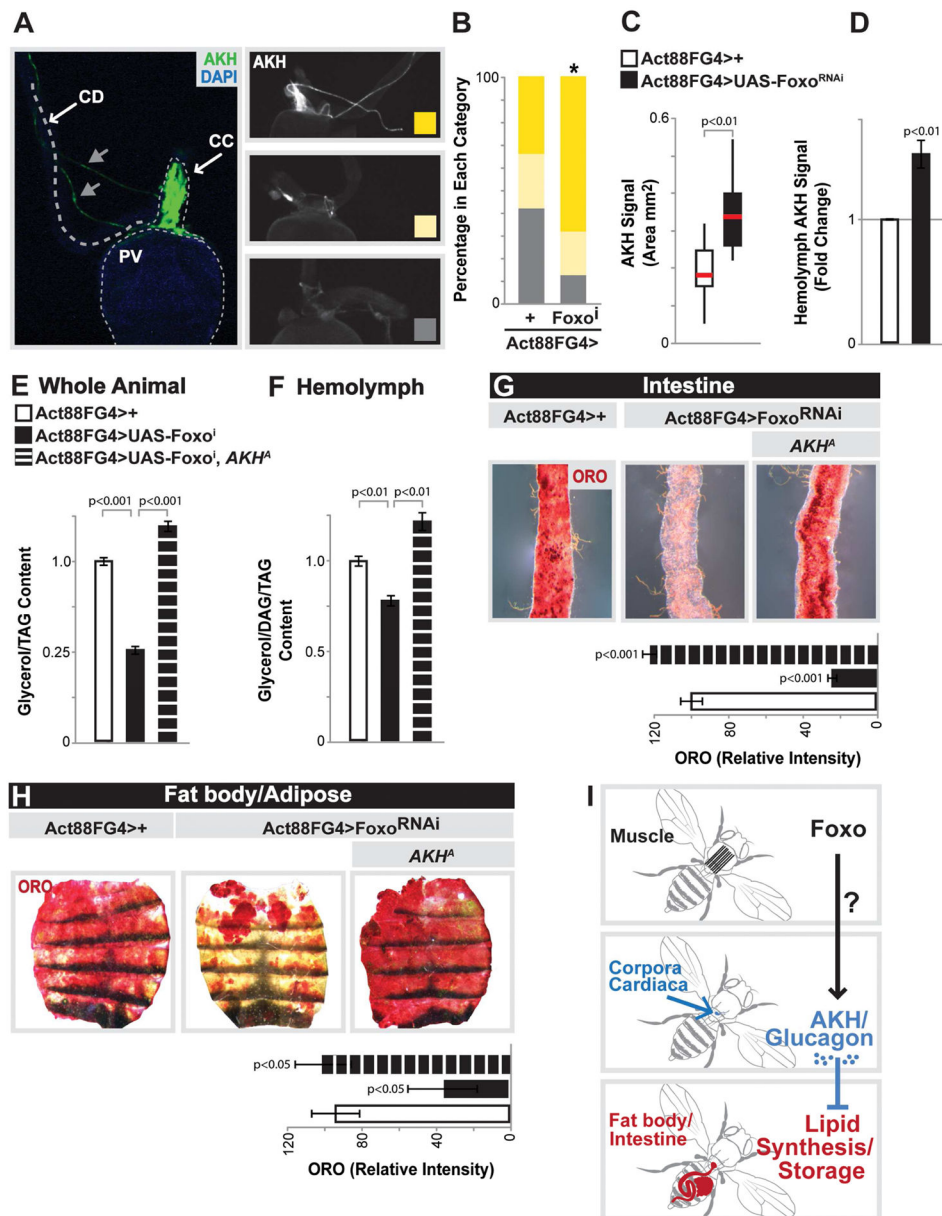 A
AKH
DAPI
CD
CC
PV
AKH
B
Percentage in Each Category
100
0
*
+
Foxoi
Act88FG4>
C
Act88FG4>+
Act88FG4>UAS-FoxoRNAi
AKH Signal
(Area mm2)
0.6
0
p<0.01
D
Hemolymph AKH Signal
(Fold Change)
1
0
p<0.01
E Whole Animal
Act88FG4>+
Act88FG4>UAS-Foxoi
Act88FG4>UAS-Foxoi, AKHA
Glycerol/TAG Content
1.0
0.25
0
p<0.001
p<0.001
F Hemolymph
Glycerol/DAG/TAG
Content
1.0
0.5
0
p<0.01
p<0.01
G
Intestine
Act88FG4>+
Act88FG4>FoxoRNAi
AKHA
ORO
p<0.001
p<0.001
120
80
40
0
ORO (Relative Intensity)
H
Fat body/Adipose
Act88FG4>+
Act88FG4>FoxoRNAi
AKHA
ORO
p<0.05
p<0.05
120
80
40
0
ORO (Relative Intensity)
I
Muscle
Foxo
?
Corpora
Cardiaca
AKH/
Glucagon
Fat body/
Intestine
Lipid
Synthesis/
Storage